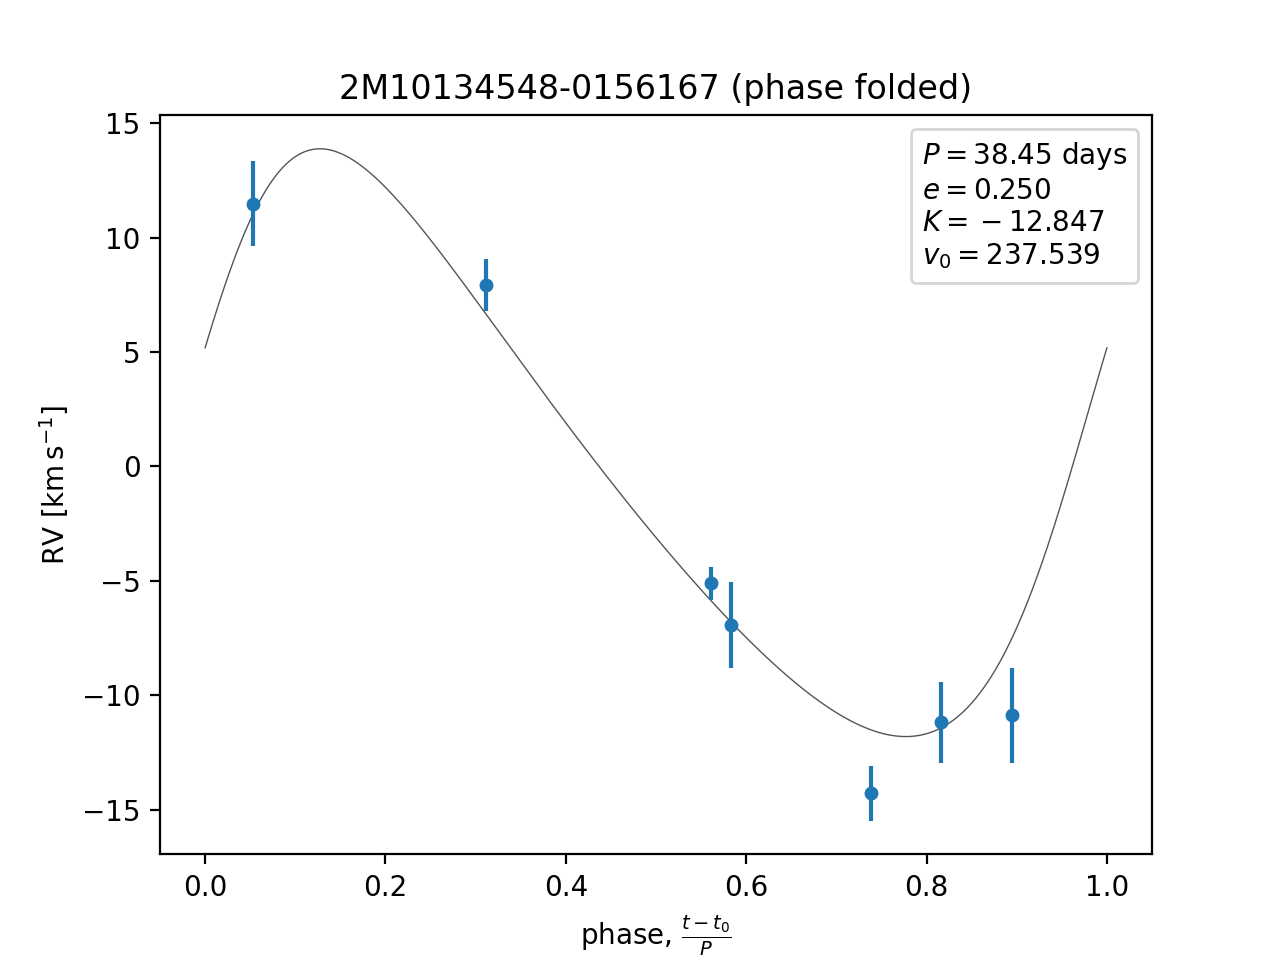 2M10134548-0156167 (phase folded)
P = 38.45 days
e = 0.250
K = −12.847
v₀ = 237.539
15
10
5
0
−5
−10
−15
RV [km s⁻¹]
0.0 0.2 0.4 0.6 0.8 1.0
phase, (t − t₀)/P